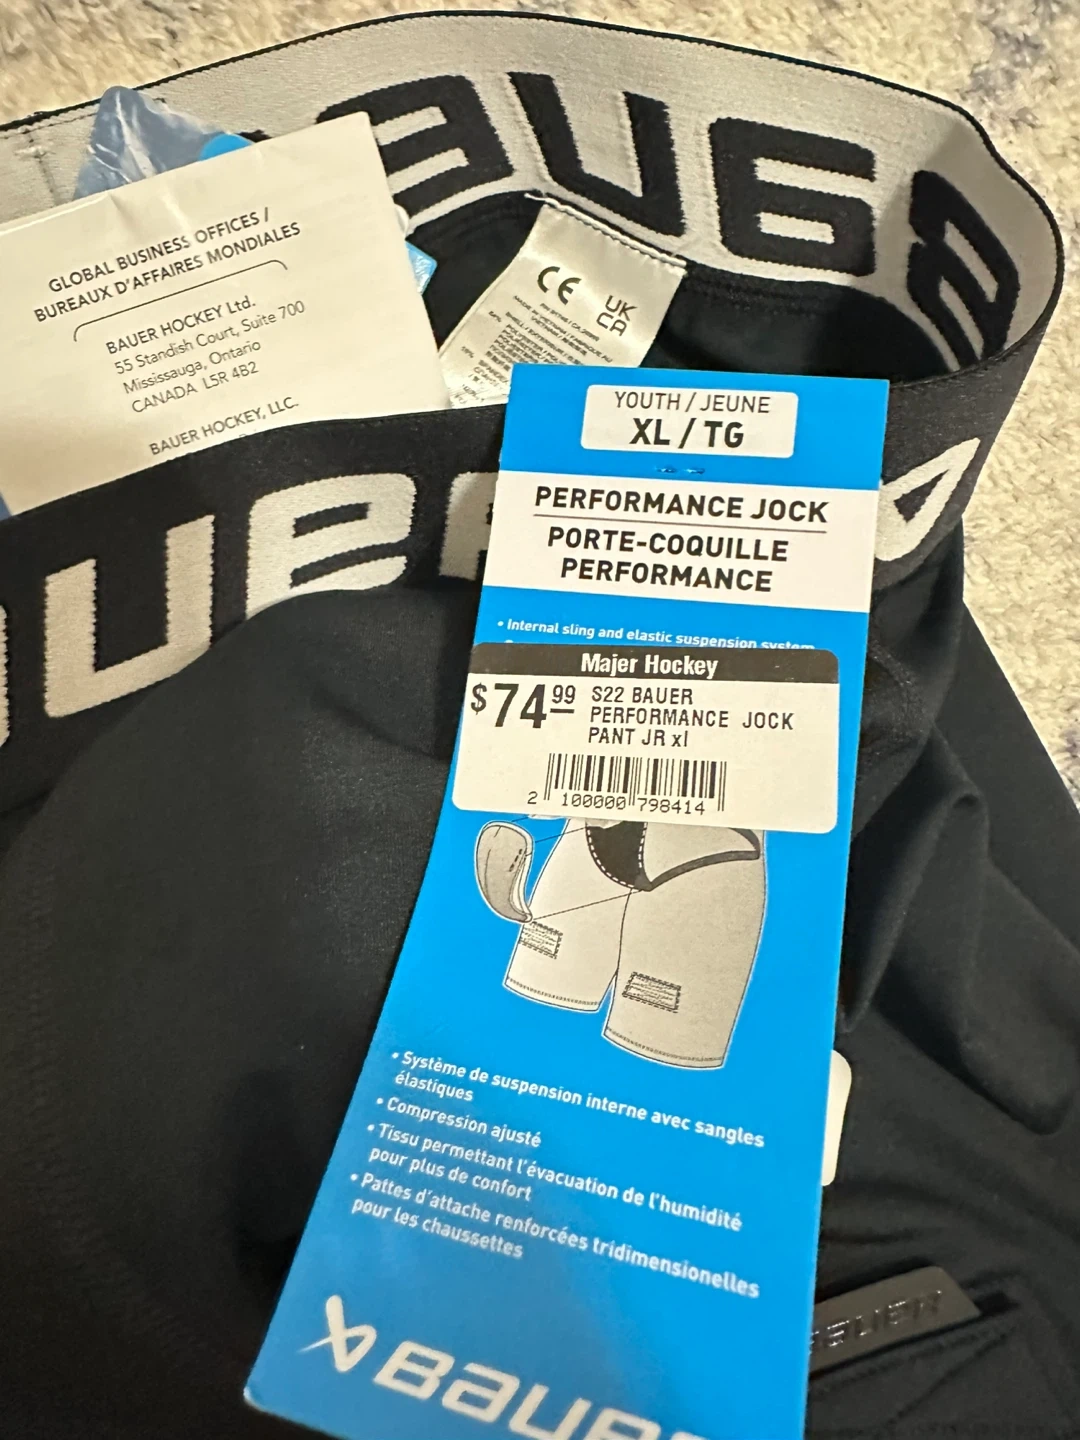 BAUER
GLOBAL BUSINESS OFFICES /
BUREAUX D'AFFAIRES MONDIALES
BAUER HOCKEY Ltd.
55 Standish Court, Suite 700
Mississauga, Ontario
CANADA L5R 4B2
BAUER HOCKEY, LLC.
CE
UK
CA
YOUTH / JEUNE
XL / TG
PERFORMANCE JOCK
PORTE-COQUILLE
PERFORMANCE
• Internal sling and elastic suspension system
Majer Hockey
$74.99
S22 BAUER
PERFORMANCE JOCK
PANT JR xl
2 100000 798414
• Système de suspension interne avec sangles
élastiques
• Compression ajusté
• Tissu permettant l'évacuation de l'humidité
pour plus de confort
• Pattes d'attache renforcées tridimensionelles
pour les chaussettes
BAUER
BAUER